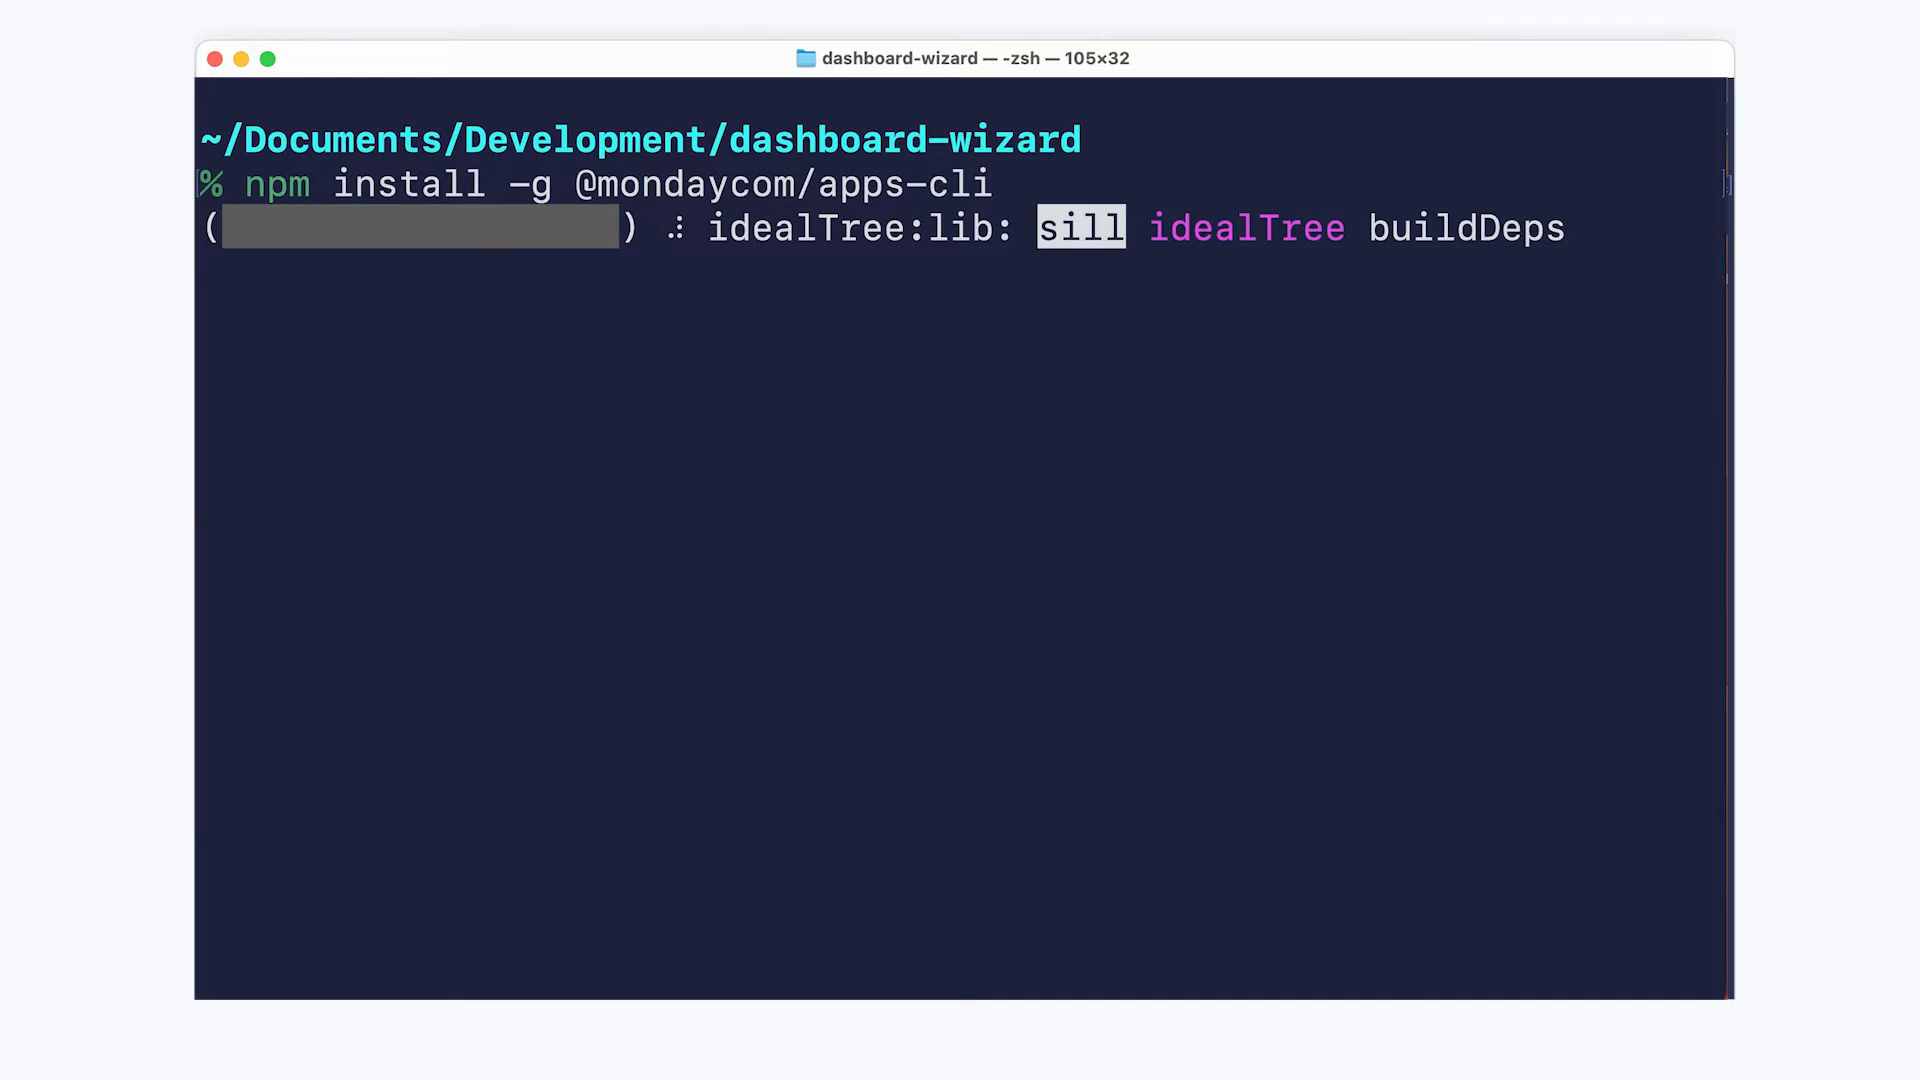 dashboard-wizard — -zsh — 105×32
~/Documents/Development/dashboard-wizard
% npm install -g @mondaycom/apps-cli
( ) ⠼ idealTree:lib: sill idealTree buildDeps